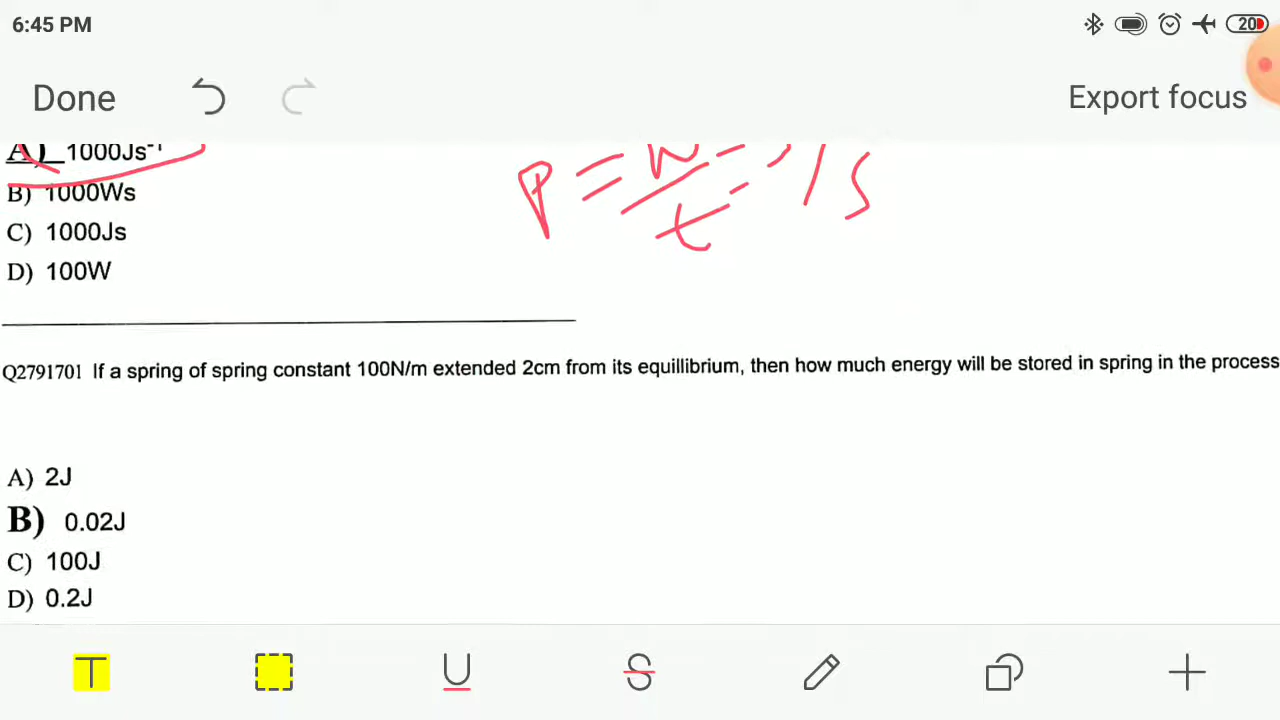 6:45 PM
20
Done
Export focus
A) 1000Js⁻¹
B) 1000Ws
C) 1000Js
D) 100W
P = W = J/s
t
Q2791701 If a spring of spring constant 100N/m extended 2cm from its equillibrium, then how much energy will be stored in spring in the process
A) 2J
B) 0.02J
C) 100J
D) 0.2J
T
U
S